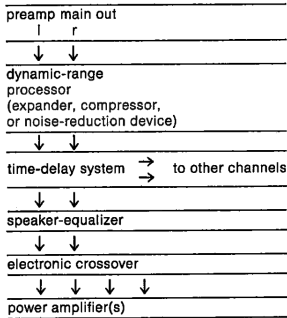 preamp main out
l r
dynamic-range
processor
(expander, compressor,
or noise-reduction device)
time-delay system to other channels
speaker-equalizer
electronic crossover
power amplifier(s)